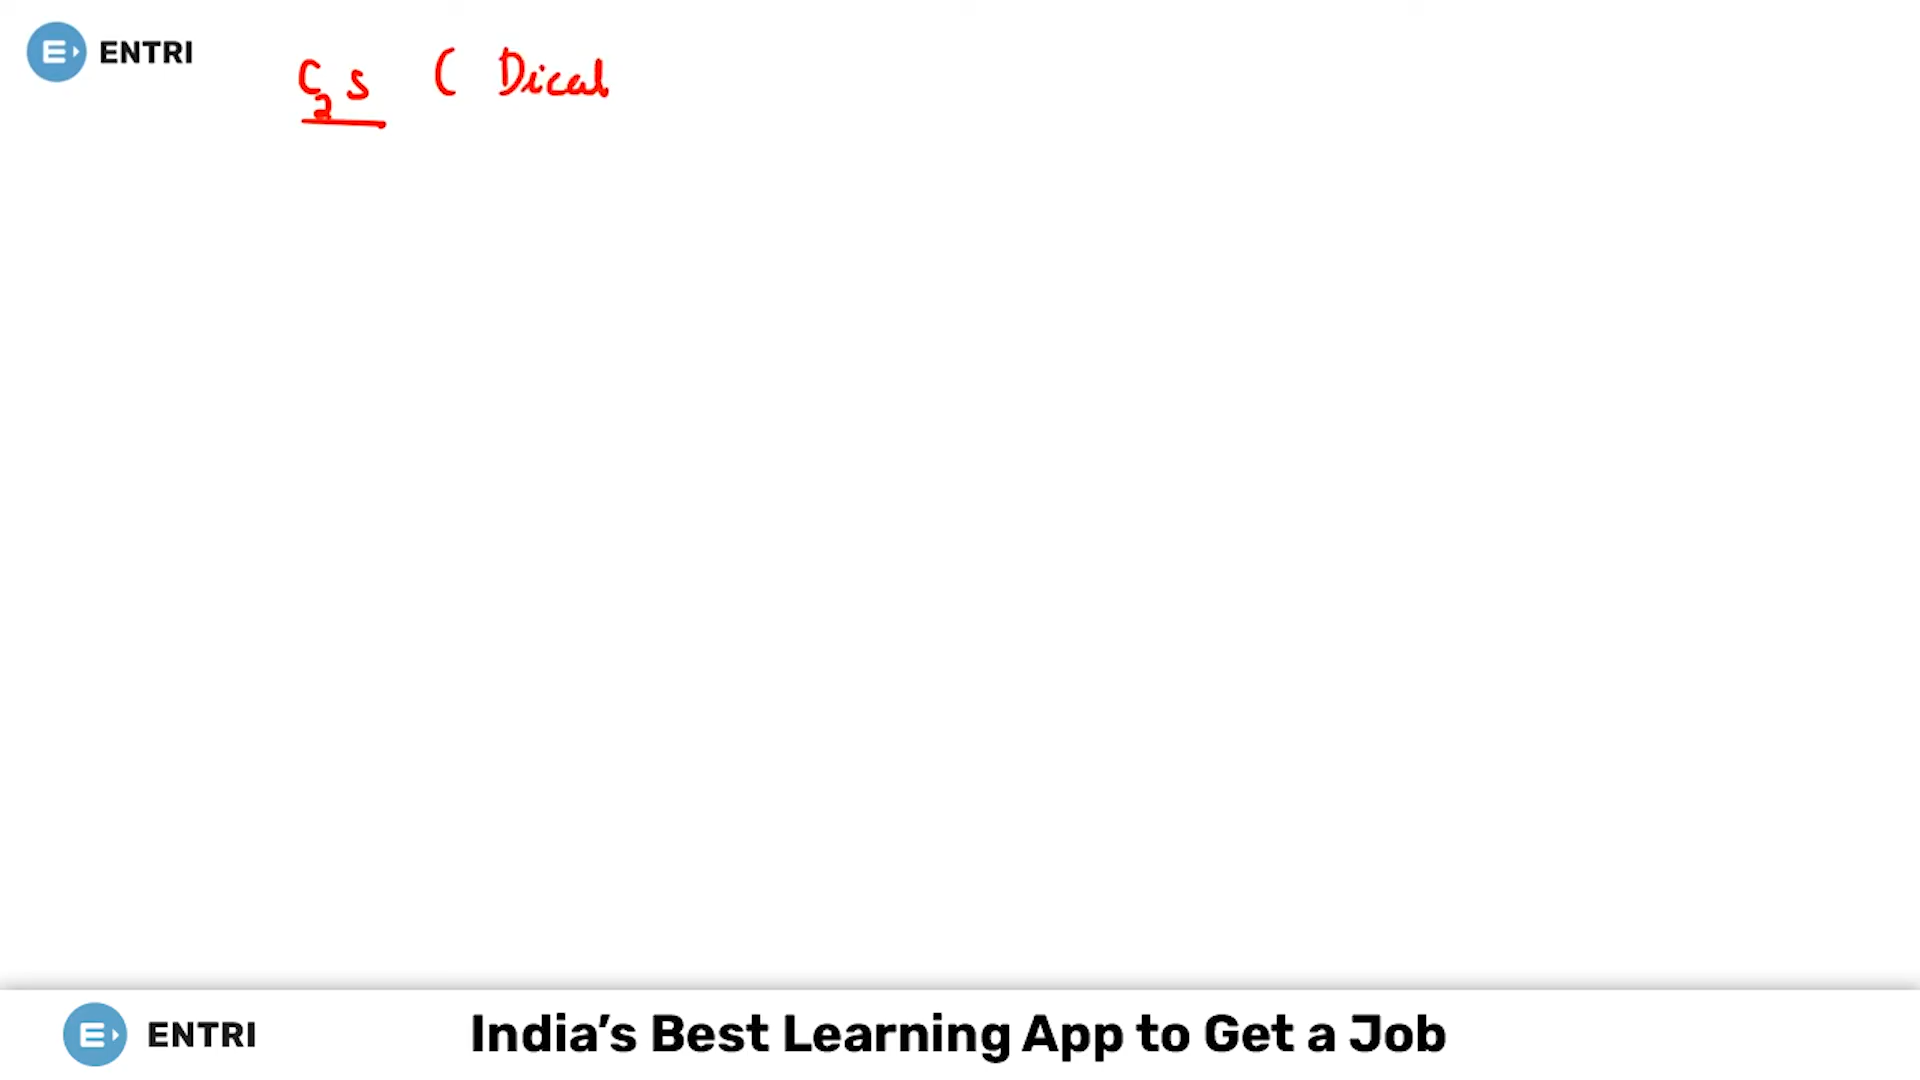 ENTRI
C₂S ( Dical
ENTRI
India’s Best Learning App to Get a Job